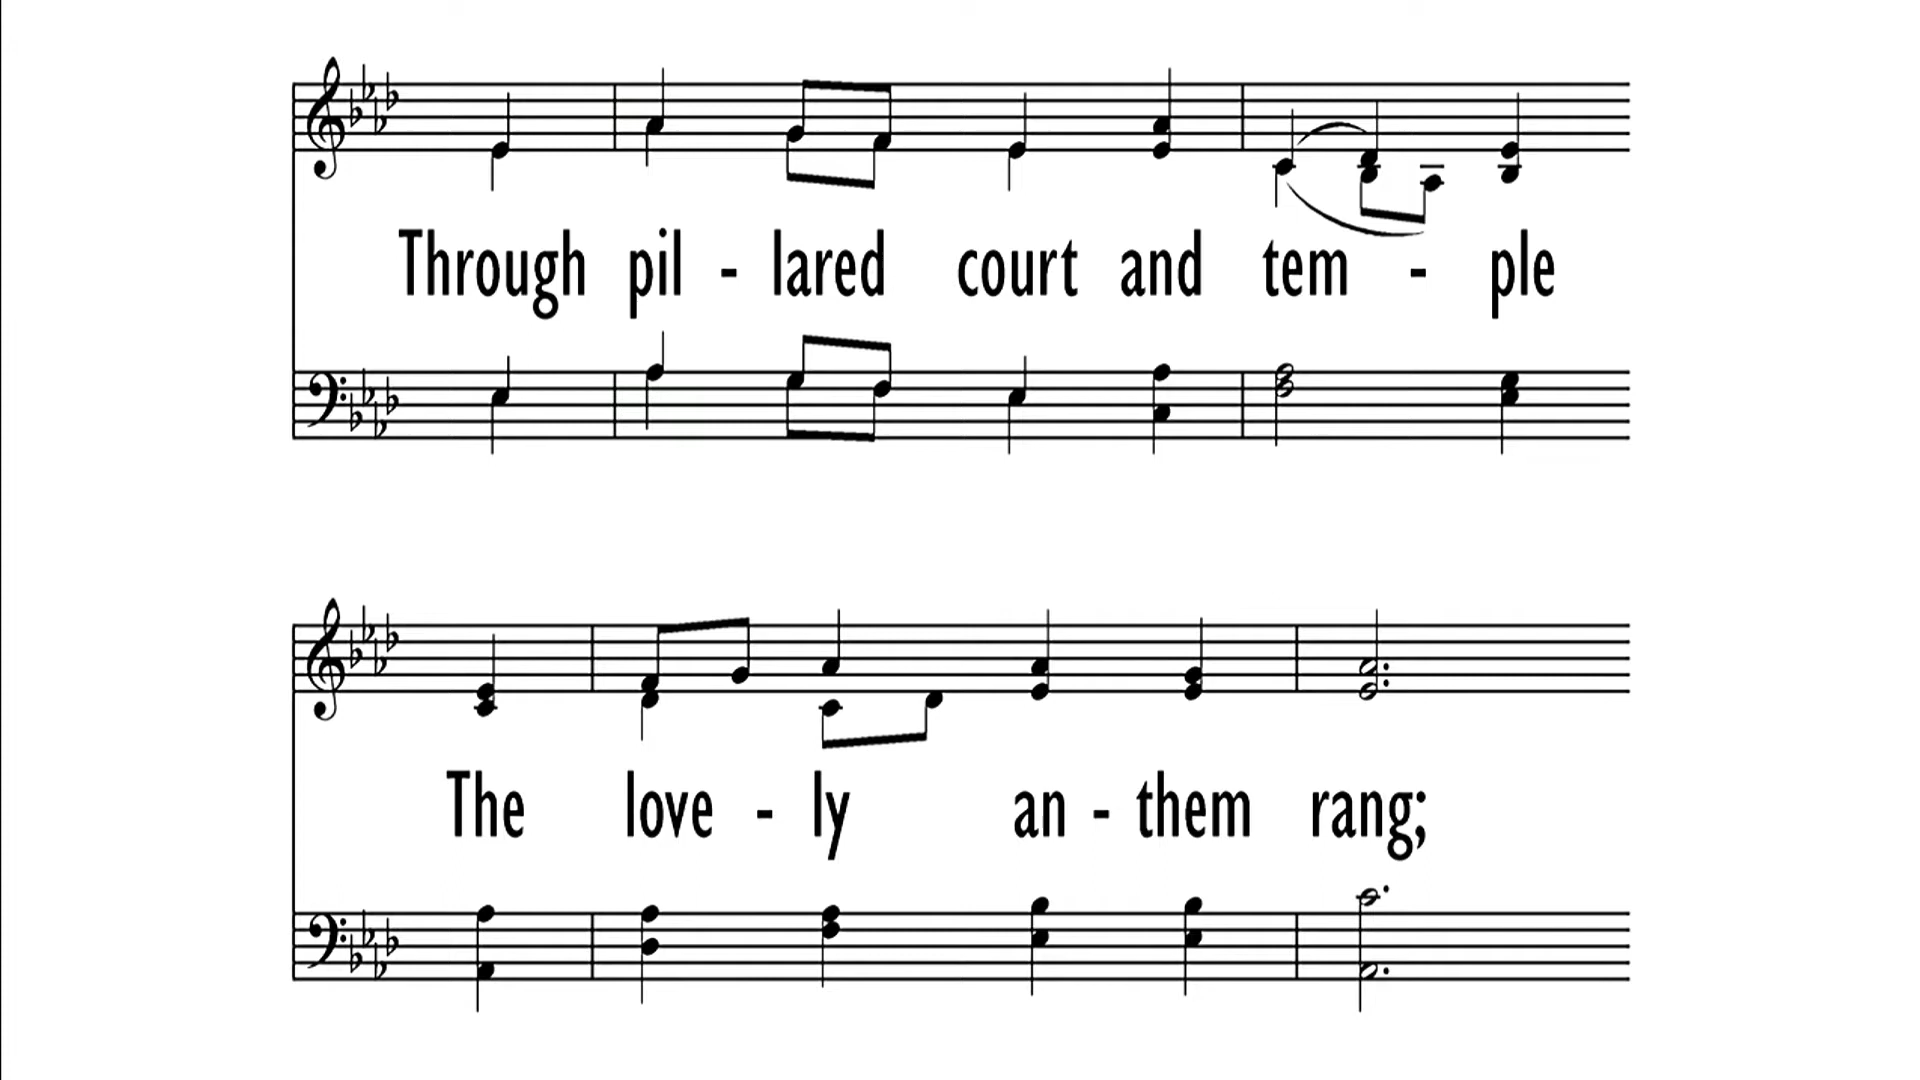 Through pil - lared court and tem - ple
The love - ly an - them rang;